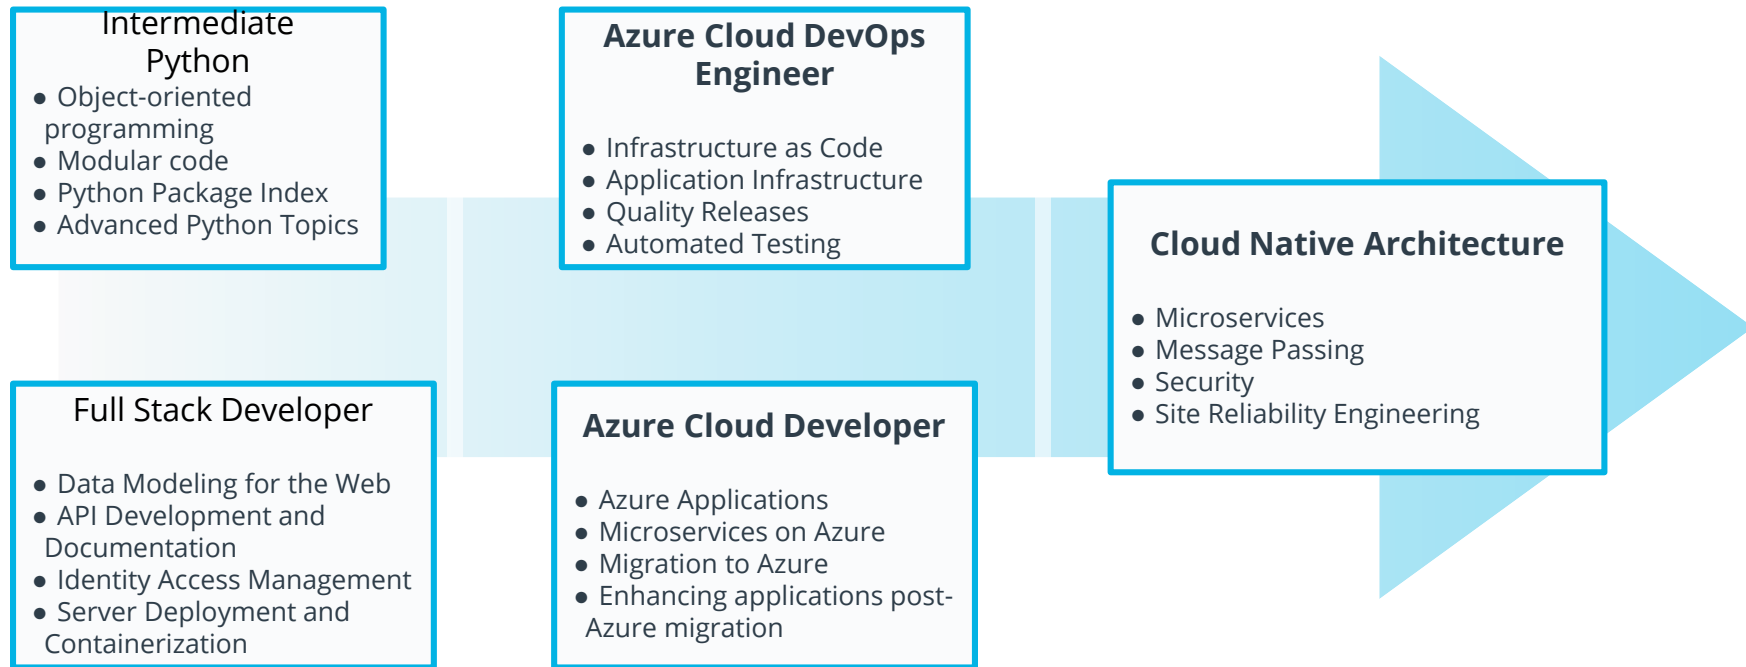 Intermediate
Python
● Object-oriented
programming
● Modular code
● Python Package Index
● Advanced Python Topics
Full Stack Developer
● Data Modeling for the Web
● API Development and
Documentation
● Identity Access Management
● Server Deployment and
Containerization
Azure Cloud DevOps
Engineer
● Infrastructure as Code
● Application Infrastructure
● Quality Releases
● Automated Testing
Azure Cloud Developer
● Azure Applications
● Microservices on Azure
● Migration to Azure
● Enhancing applications post-
Azure migration
Cloud Native Architecture
● Microservices
● Message Passing
● Security
● Site Reliability Engineering